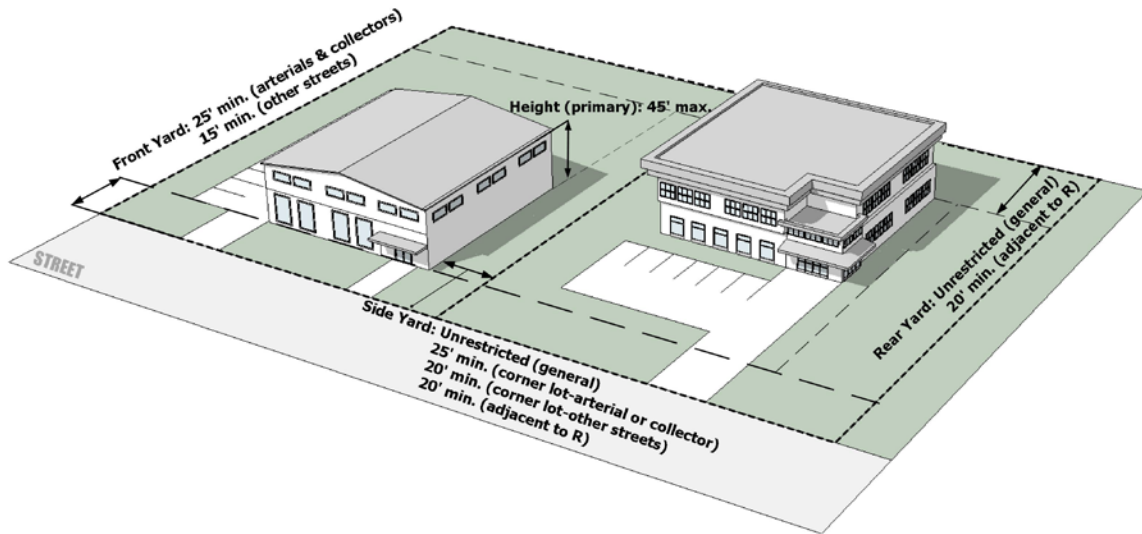 Front Yard: 25' min. (arterials & collectors)
15' min. (other streets)
Height (primary): 45' max.
STREET
Side Yard: Unrestricted (general)
25' min. (corner lot-arterial or collector)
20' min. (corner lot-other streets)
20' min. (adjacent to R)
Rear Yard: Unrestricted (general)
20' min. (adjacent to R)